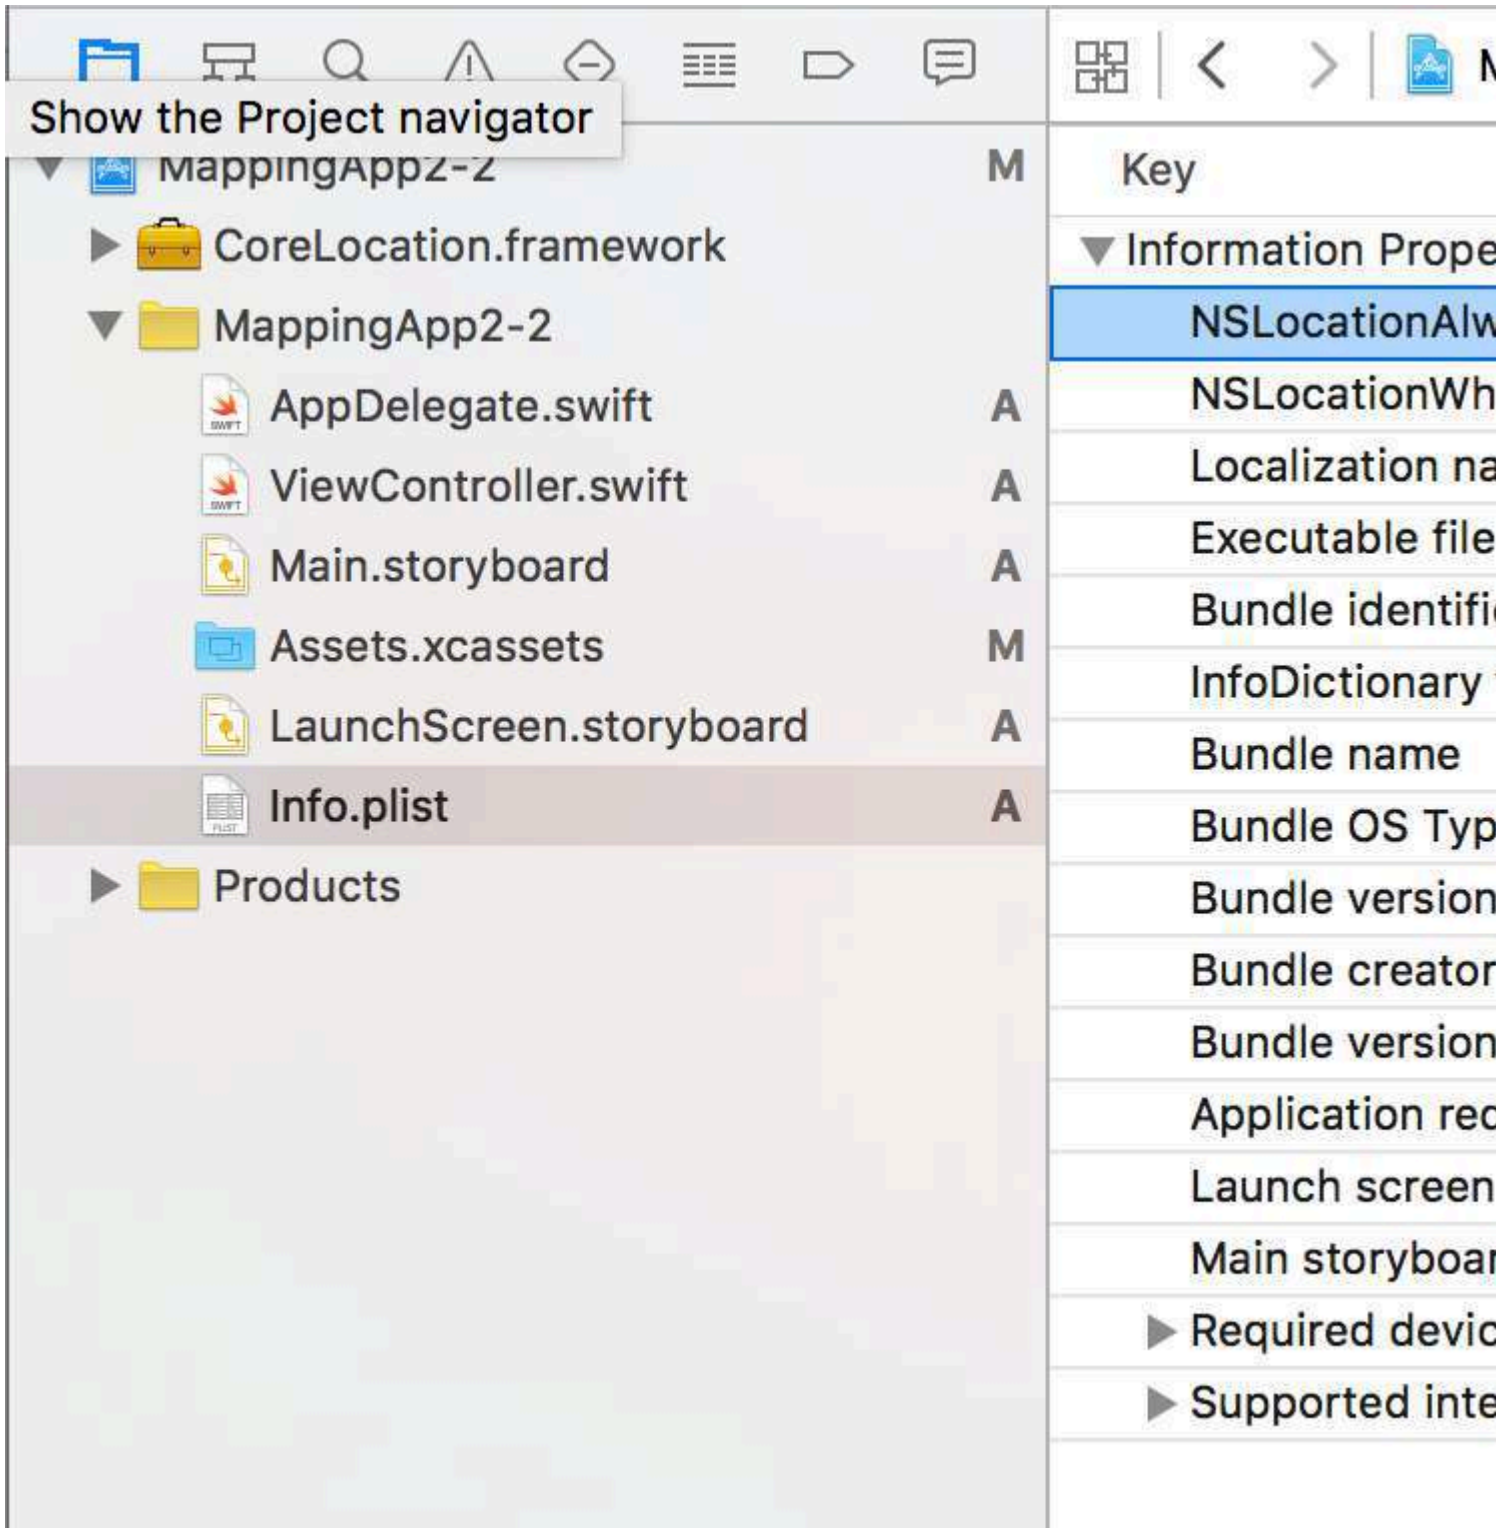 M
Show the Project navigator
MappingApp2-2 M
CoreLocation.framework
MappingApp2-2
AppDelegate.swift A
ViewController.swift A
Main.storyboard A
Assets.xcassets M
LaunchScreen.storyboard A
Info.plist A
Products
Key
Information Prope
NSLocationAlw
NSLocationWh
Localization na
Executable file
Bundle identifi
InfoDictionary
Bundle name
Bundle OS Typ
Bundle version
Bundle creator
Bundle version
Application req
Launch screen
Main storyboar
Required devic
Supported inte